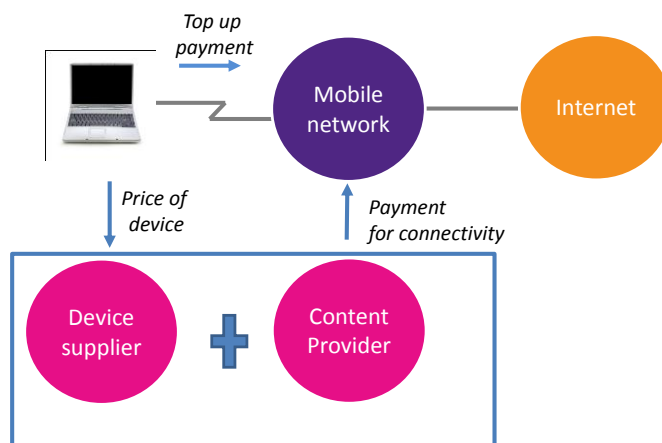 Top up
payment
Mobile
network
Internet
Price of
device
Payment
for connectivity
Device
supplier
Content
Provider